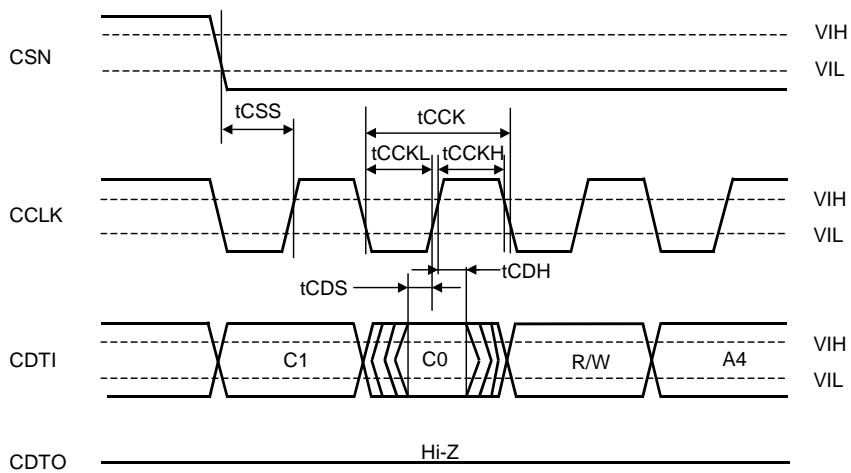 CSN
VIH
VIL
tCSS
tCCK
tCCKL
tCCKH
CCLK
VIH
VIL
tCDS
tCDH
CDTI
C1
C0
R/W
A4
VIH
VIL
CDTO
Hi-Z